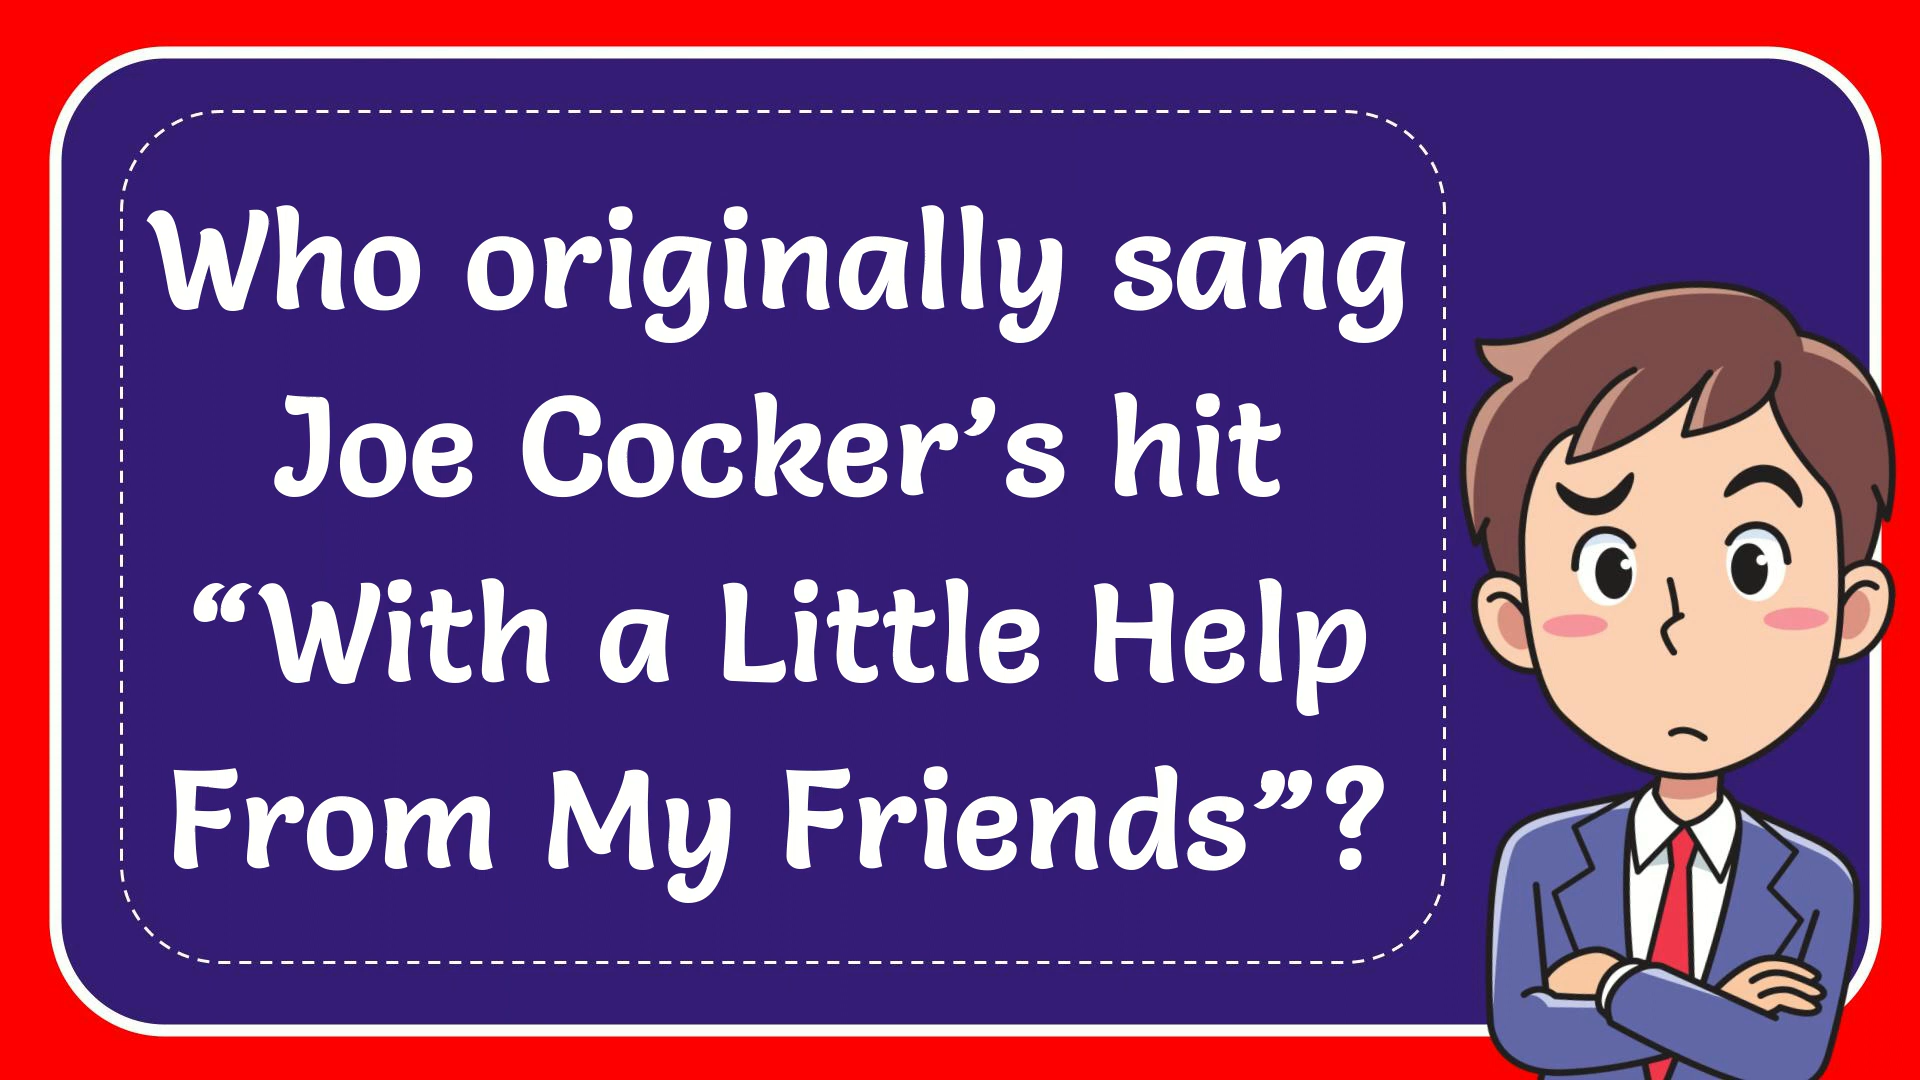 Who originally sang
Joe Cocker’s hit
“With a Little Help
From My Friends”?